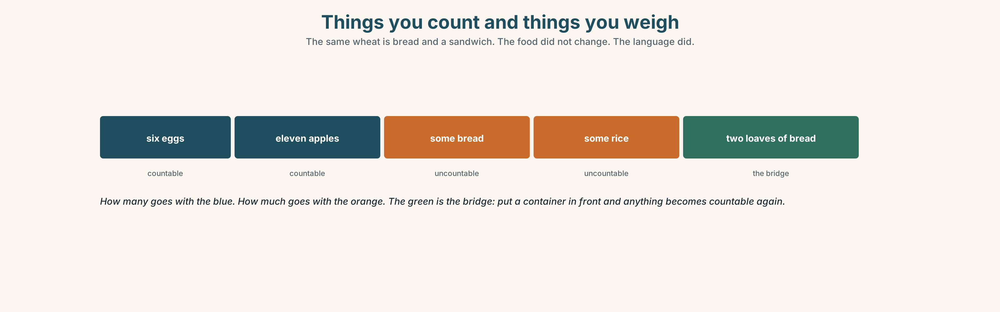 Things you count and things you weigh
The same wheat is bread and a sandwich. The food did not change. The language did.
six eggs
eleven apples
some bread
some rice
two loaves of bread
countable
countable
uncountable
uncountable
the bridge
How many goes with the blue. How much goes with the orange. The green is the bridge: put a container in front and anything becomes countable again.